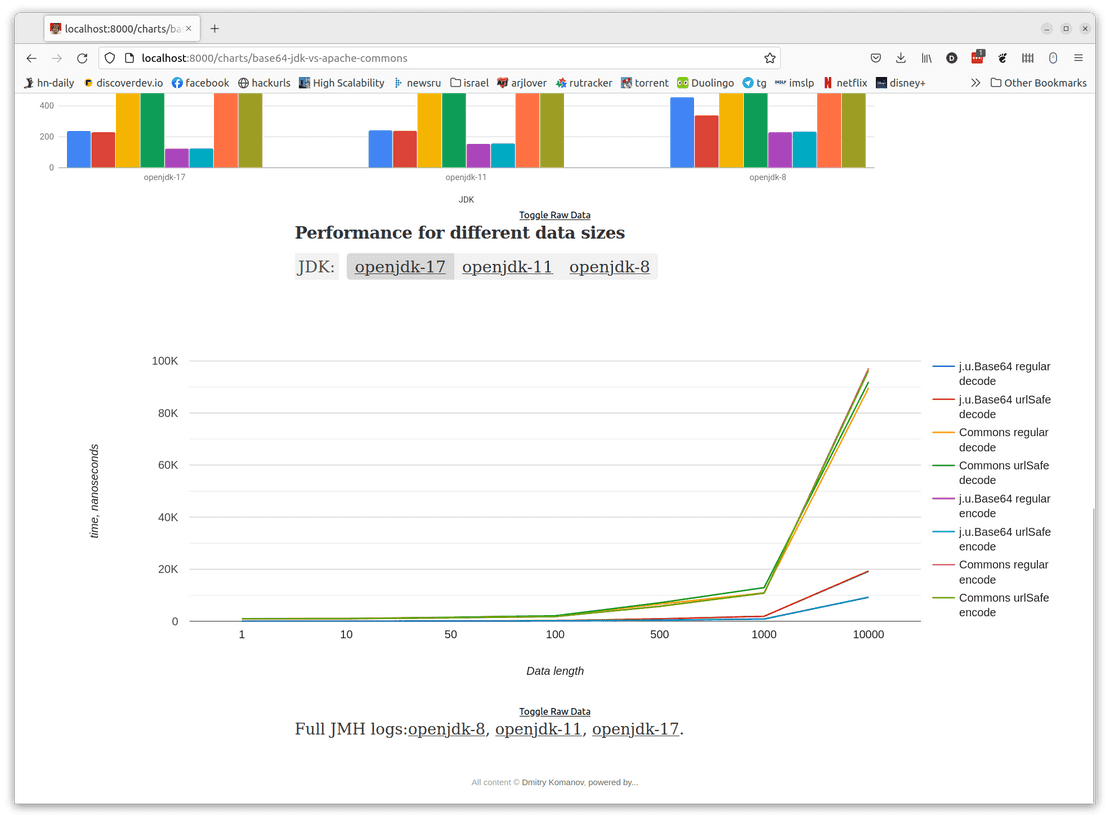 localhost:8000/charts/ba
localhost:8000/charts/base64-jdk-vs-apache-commons
hn-daily discoverdev.io facebook hackurls High Scalability newsru israel arjlover rutracker torrent Duolingo tg imslp netflix disney+ Other Bookmarks
400
200
0
openjdk-17 openjdk-11 openjdk-8
JDK
Toggle Raw Data
Performance for different data sizes
JDK: openjdk-17 openjdk-11 openjdk-8
100K
80K
60K
40K
20K
0
time, nanoseconds
1 10 50 100 500 1000 10000
Data length
j.u.Base64 regular
decode
j.u.Base64 urlSafe
decode
Commons regular
decode
Commons urlSafe
decode
j.u.Base64 regular
encode
j.u.Base64 urlSafe
encode
Commons regular
encode
Commons urlSafe
encode
Toggle Raw Data
Full JMH logs:openjdk-8, openjdk-11, openjdk-17.
All content © Dmitry Komanov, powered by...